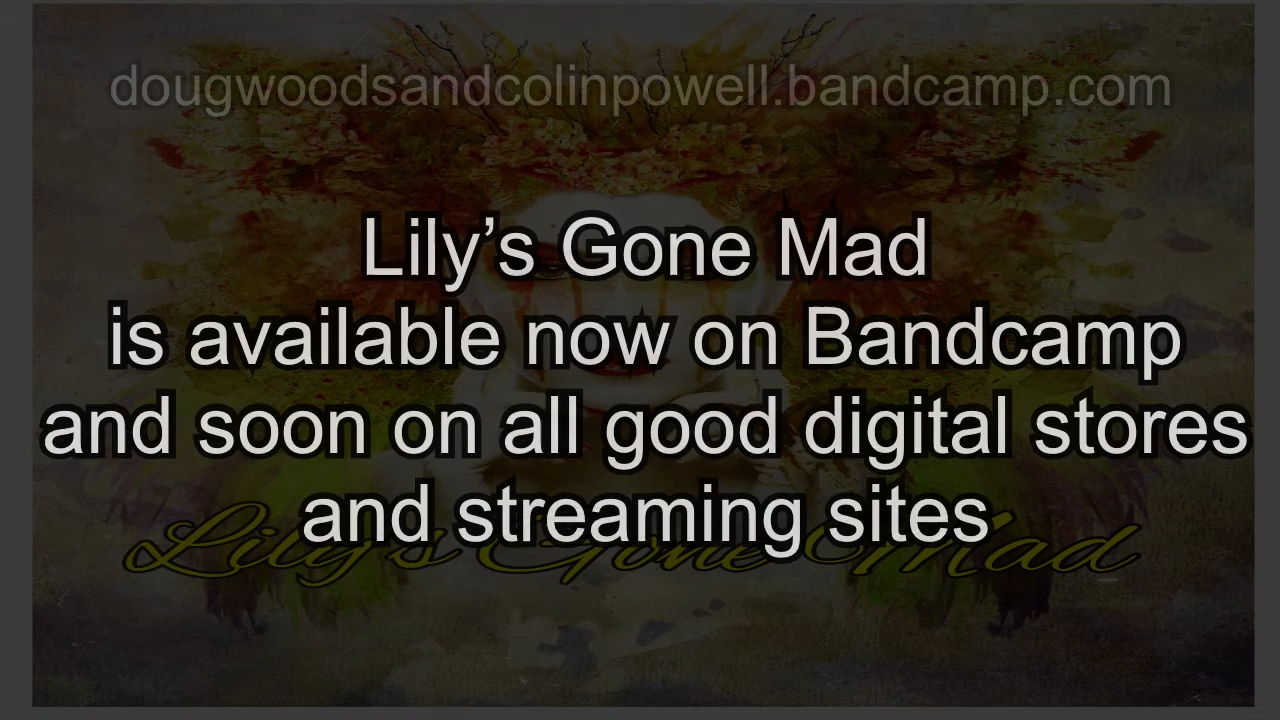 dougwoodsandcolinpowell.bandcamp.com
Lily’s Gone Mad
is available now on Bandcamp
and soon on all good digital stores
and streaming sites
Lily's Gone Mad